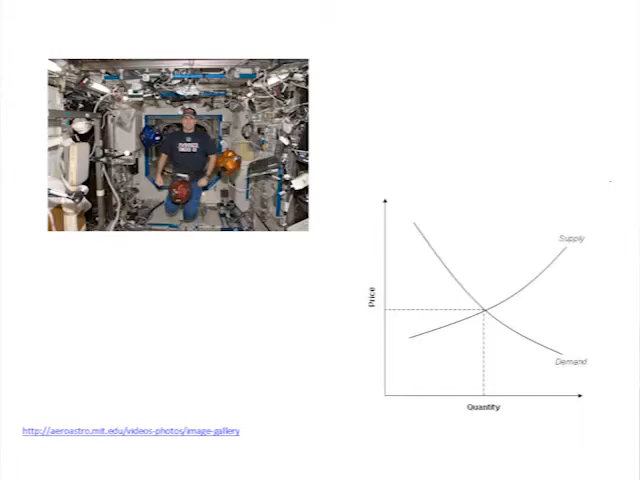 Supply
Price
Demand
Quantity
http://aeroastro.mit.edu/videos-photos/image-gallery